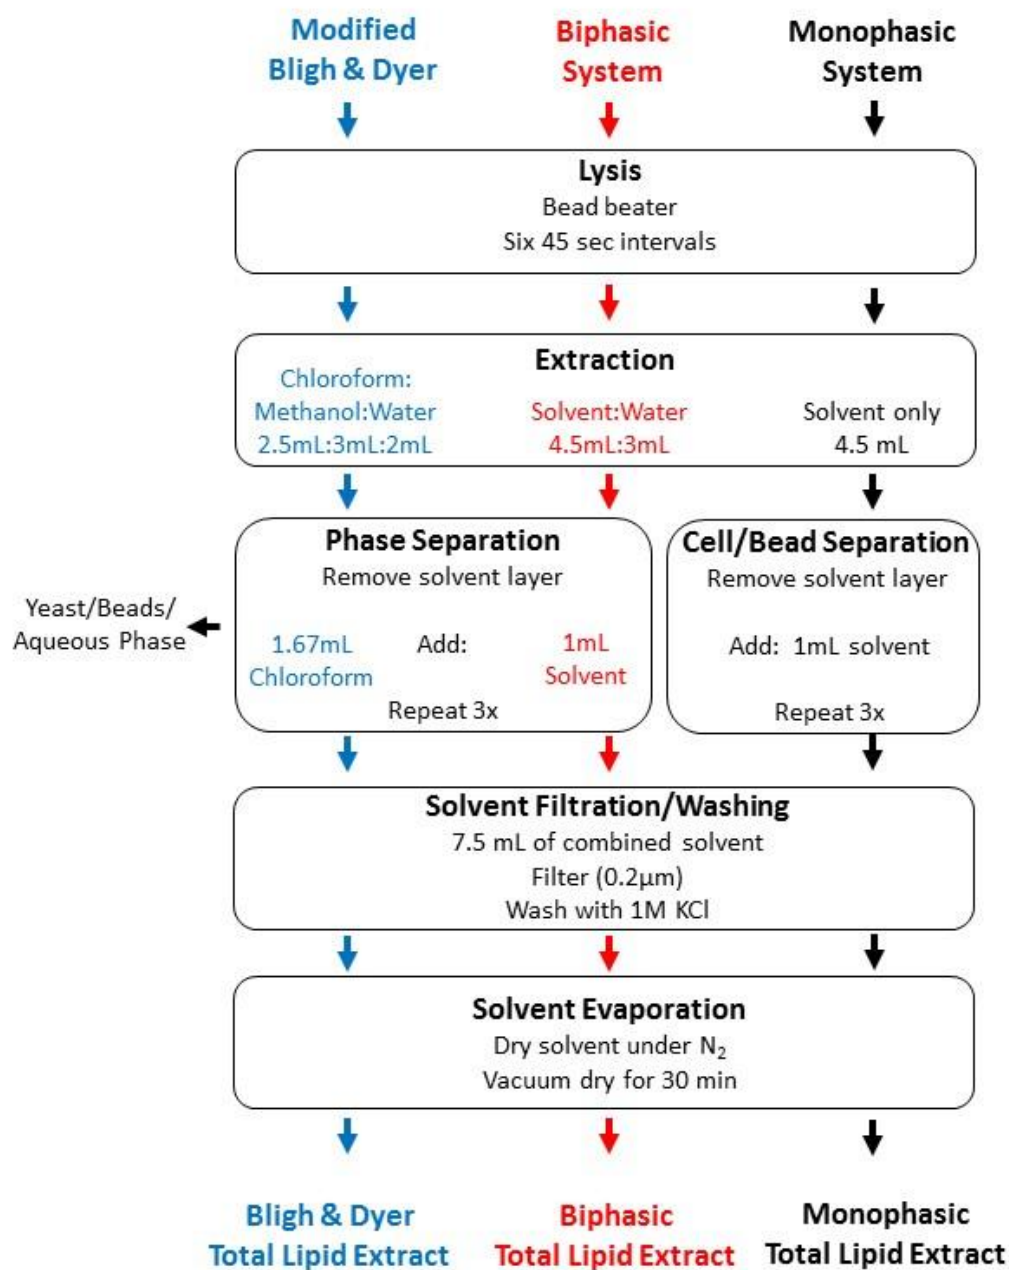 Modified
Bligh & Dyer
Biphasic
System
Monophasic
System
Lysis
Bead beater
Six 45 sec intervals
Extraction
Chloroform:
Methanol:Water
2.5mL:3mL:2mL
Solvent:Water
4.5mL:3mL
Solvent only
4.5 mL
Phase Separation
Remove solvent layer
1.67mL
Chloroform
Add:
1mL
Solvent
Repeat 3x
Yeast/Beads/
Aqueous Phase
Cell/Bead Separation
Remove solvent layer
Add: 1mL solvent
Repeat 3x
Solvent Filtration/Washing
7.5 mL of combined solvent
Filter (0.2µm)
Wash with 1M KCl
Solvent Evaporation
Dry solvent under N₂
Vacuum dry for 30 min
Bligh & Dyer
Total Lipid Extract
Biphasic
Total Lipid Extract
Monophasic
Total Lipid Extract